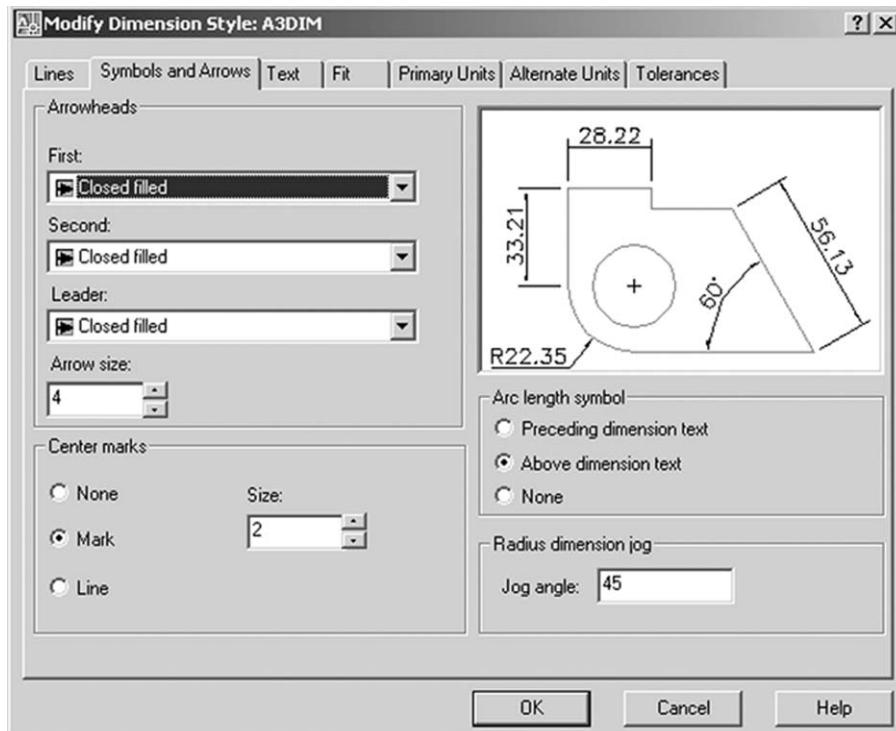 Modify Dimension Style: A3DIM
Lines Symbols and Arrows Text Fit Primary Units Alternate Units Tolerances
Arrowheads
First:
Closed filled
Second:
Closed filled
Leader:
Closed filled
Arrow size:
4
Center marks
None
Mark
Line
Size:
2
28.22
33.21
56.13
60°
R22.35
Arc length symbol
Preceding dimension text
Above dimension text
None
Radius dimension jog
Jog angle: 45
OK Cancel Help